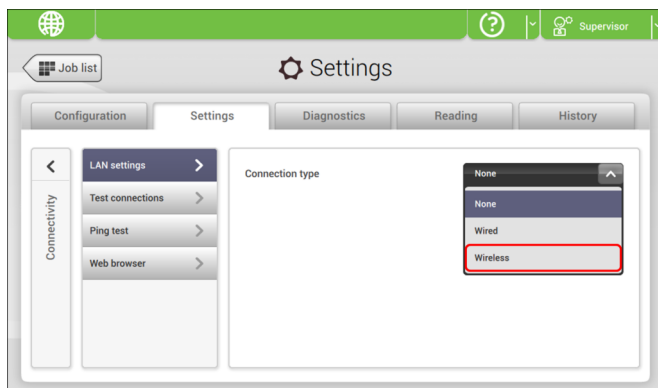 ? Supervisor
Job list
Settings
Configuration Settings Diagnostics Reading History
Connectivity
LAN settings
Test connections
Ping test
Web browser
Connection type
None
None
Wired
Wireless